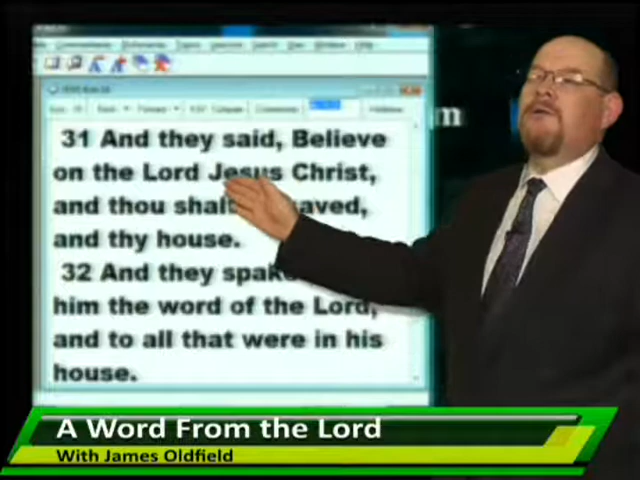 31 And they said, Believe
on the Lord Jesus Christ,
and thou shalt saved,
and thy house.
32 And they spake
him the word of the Lord,
and to all that were in his
house.
A Word From the Lord
With James Oldfield